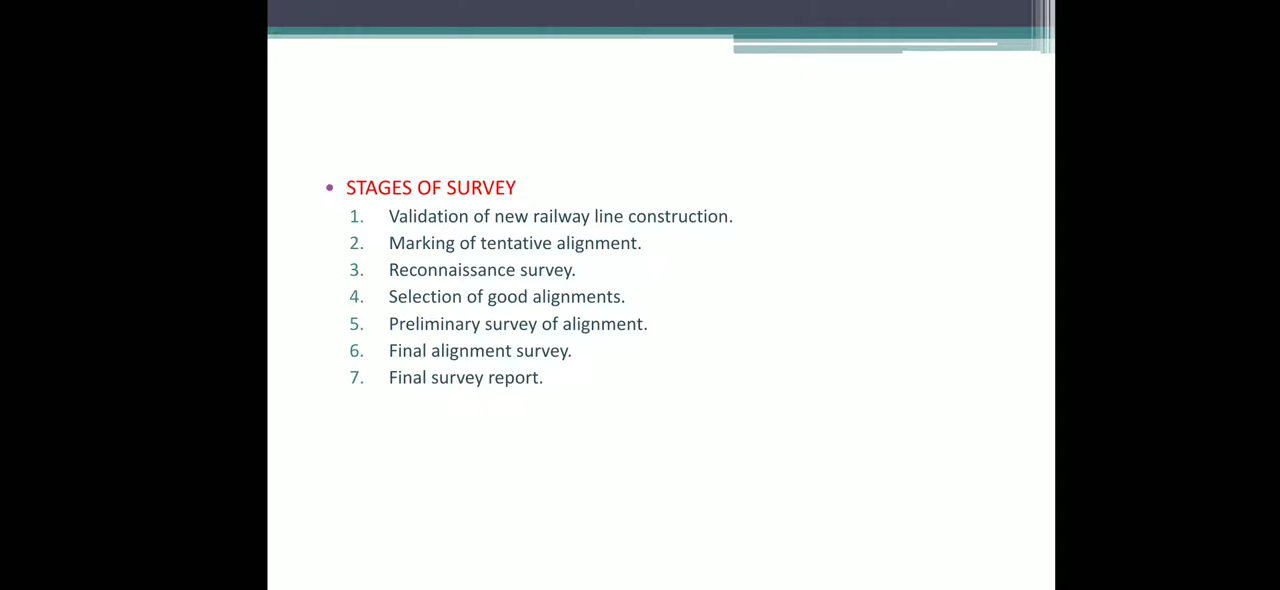 • STAGES OF SURVEY
1. Validation of new railway line construction.
2. Marking of tentative alignment.
3. Reconnaissance survey.
4. Selection of good alignments.
5. Preliminary survey of alignment.
6. Final alignment survey.
7. Final survey report.